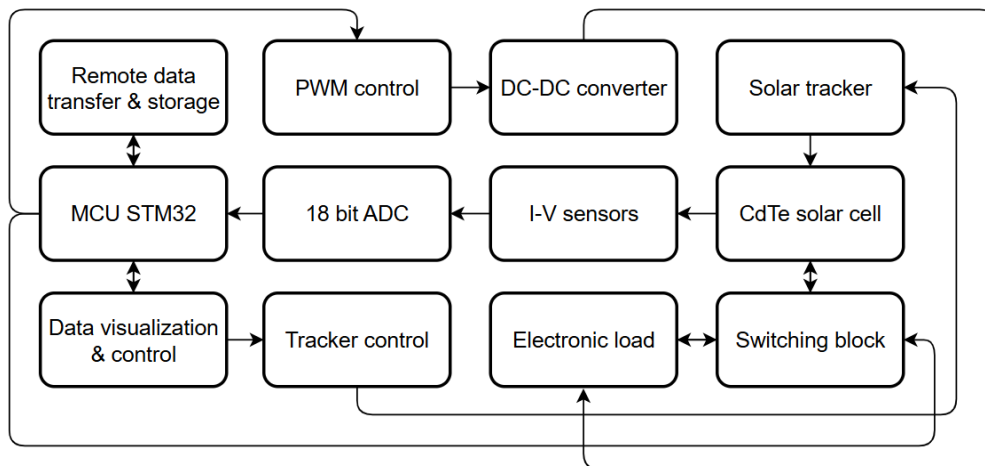 Remote data
transfer & storage
PWM control
DC-DC converter
Solar tracker
MCU STM32
18 bit ADC
I-V sensors
CdTe solar cell
Data visualization
& control
Tracker control
Electronic load
Switching block